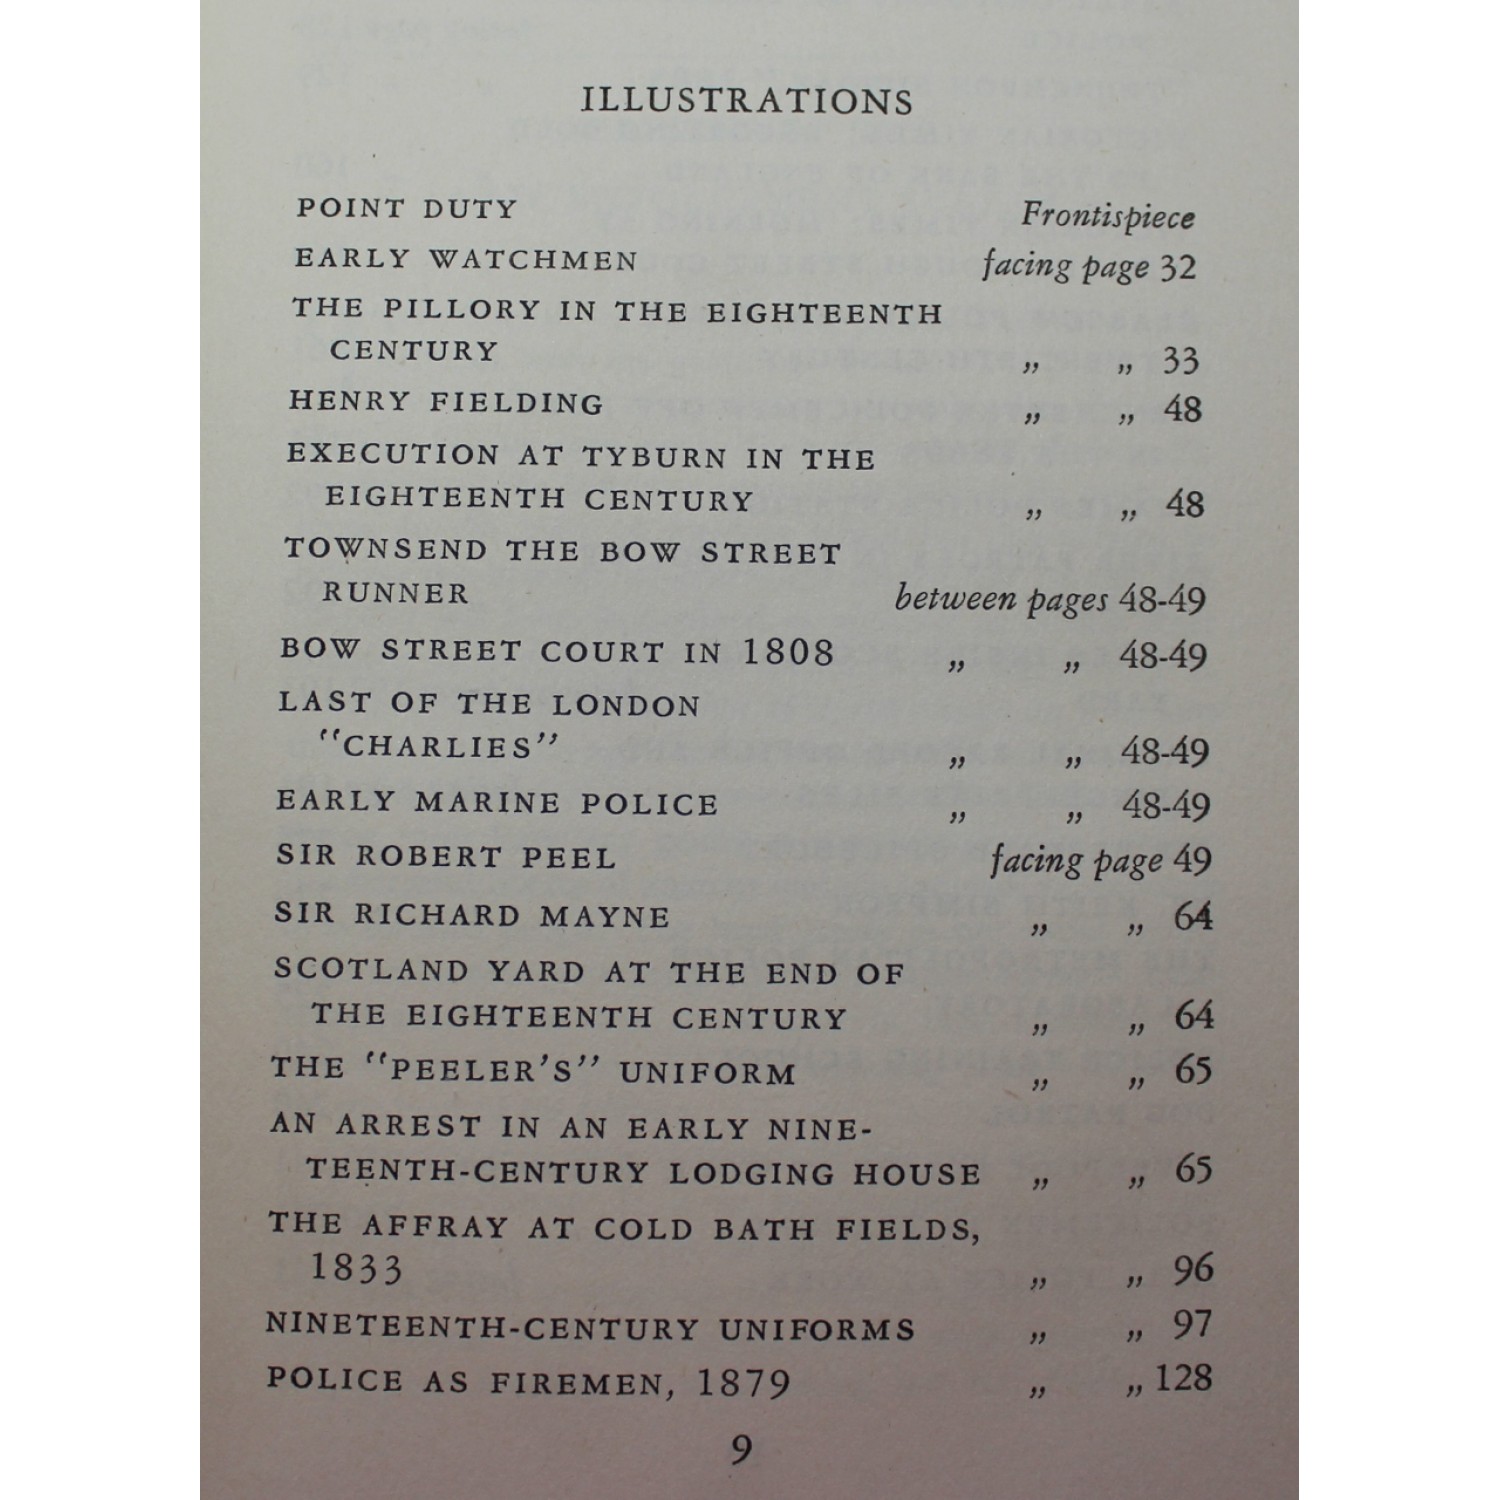 ILLUSTRATIONS
POINT DUTY Frontispiece
EARLY WATCHMEN facing page 32
THE PILLORY IN THE EIGHTEENTH
CENTURY „ „ 33
HENRY FIELDING „ „ 48
EXECUTION AT TYBURN IN THE
EIGHTEENTH CENTURY „ „ 48
TOWNSEND THE BOW STREET
RUNNER between pages 48-49
BOW STREET COURT IN 1808 „ „ 48-49
LAST OF THE LONDON
“CHARLIES” „ „ 48-49
EARLY MARINE POLICE „ „ 48-49
SIR ROBERT PEEL facing page 49
SIR RICHARD MAYNE „ „ 64
SCOTLAND YARD AT THE END OF
THE EIGHTEENTH CENTURY „ „ 64
THE “PEELER’S” UNIFORM „ „ 65
AN ARREST IN AN EARLY NINE-
TEENTH-CENTURY LODGING HOUSE „ „ 65
THE AFFRAY AT COLD BATH FIELDS,
1833 „ „ 96
NINETEENTH-CENTURY UNIFORMS „ „ 97
POLICE AS FIREMEN, 1879 „ „ 128
9